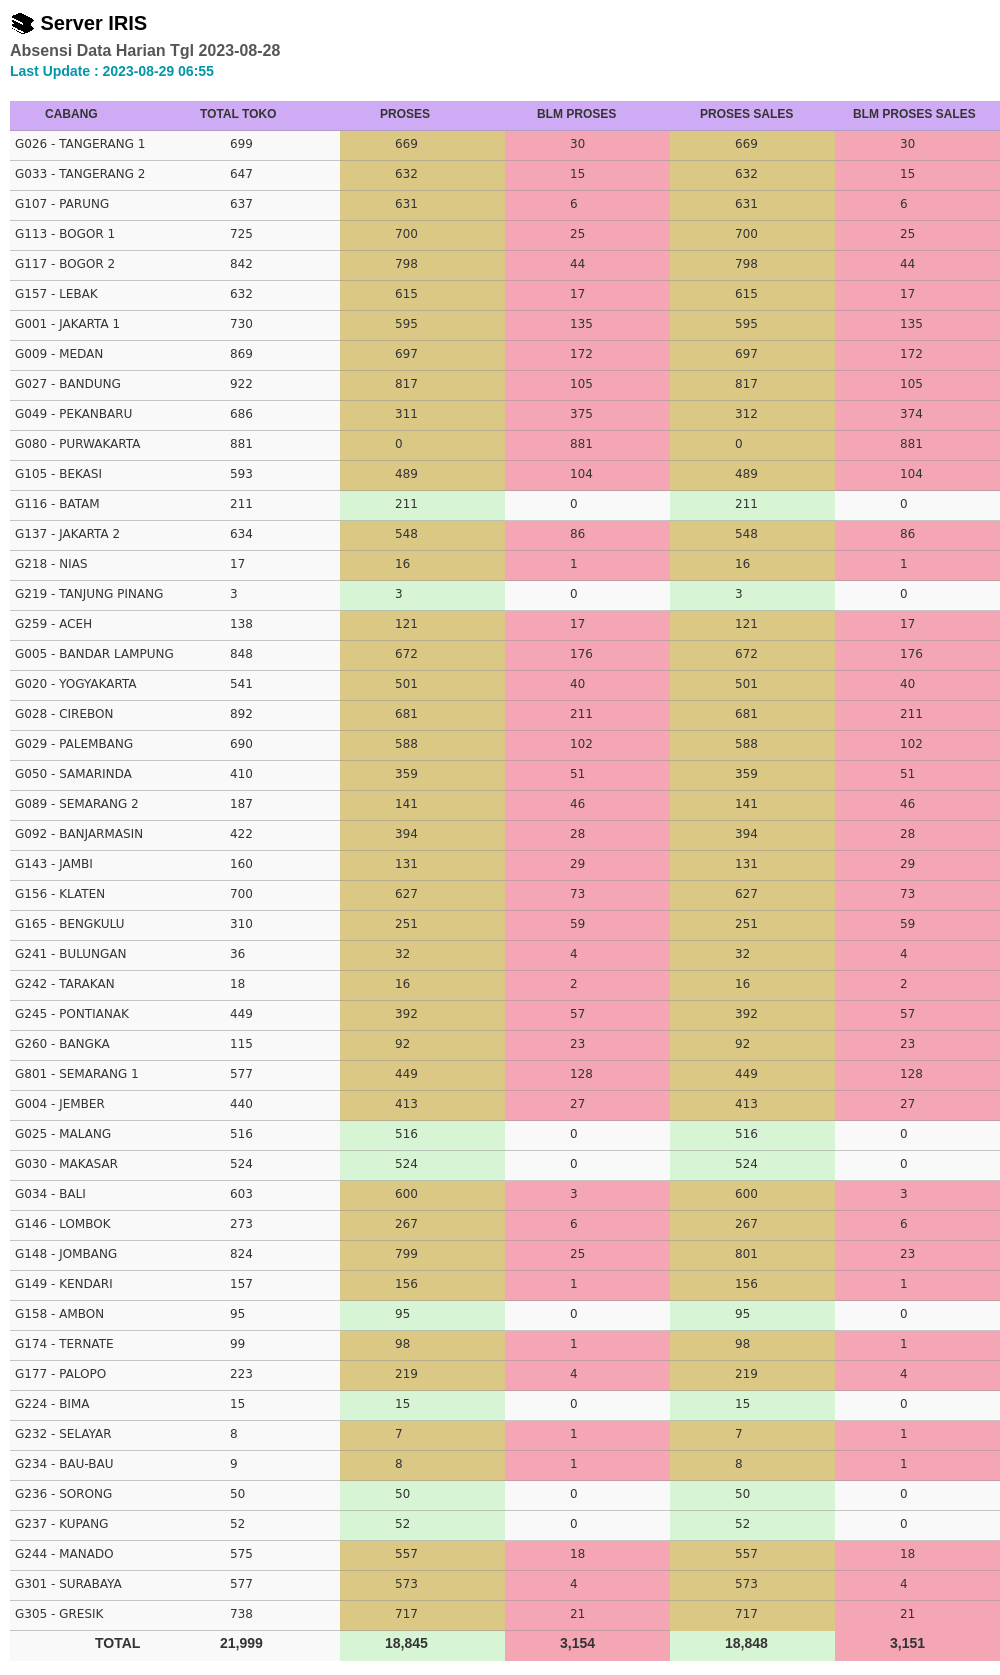 Server IRIS
Absensi Data Harian Tgl 2023-08-28
Last Update : 2023-08-29 06:55
CABANG TOTAL TOKO PROSES BLM PROSES PROSES SALES BLM PROSES SALES
G026 - TANGERANG 1 699 669 30 669 30
G033 - TANGERANG 2 647 632 15 632 15
G107 - PARUNG 637 631 6 631 6
G113 - BOGOR 1 725 700 25 700 25
G117 - BOGOR 2 842 798 44 798 44
G157 - LEBAK 632 615 17 615 17
G001 - JAKARTA 1 730 595 135 595 135
G009 - MEDAN 869 697 172 697 172
G027 - BANDUNG 922 817 105 817 105
G049 - PEKANBARU 686 311 375 312 374
G080 - PURWAKARTA 881 0 881 0 881
G105 - BEKASI 593 489 104 489 104
G116 - BATAM 211 211 0 211 0
G137 - JAKARTA 2 634 548 86 548 86
G218 - NIAS 17 16 1 16 1
G219 - TANJUNG PINANG 3 3 0 3 0
G259 - ACEH 138 121 17 121 17
G005 - BANDAR LAMPUNG 848 672 176 672 176
G020 - YOGYAKARTA 541 501 40 501 40
G028 - CIREBON 892 681 211 681 211
G029 - PALEMBANG 690 588 102 588 102
G050 - SAMARINDA 410 359 51 359 51
G089 - SEMARANG 2 187 141 46 141 46
G092 - BANJARMASIN 422 394 28 394 28
G143 - JAMBI 160 131 29 131 29
G156 - KLATEN 700 627 73 627 73
G165 - BENGKULU 310 251 59 251 59
G241 - BULUNGAN 36 32 4 32 4
G242 - TARAKAN 18 16 2 16 2
G245 - PONTIANAK 449 392 57 392 57
G260 - BANGKA 115 92 23 92 23
G801 - SEMARANG 1 577 449 128 449 128
G004 - JEMBER 440 413 27 413 27
G025 - MALANG 516 516 0 516 0
G030 - MAKASAR 524 524 0 524 0
G034 - BALI 603 600 3 600 3
G146 - LOMBOK 273 267 6 267 6
G148 - JOMBANG 824 799 25 801 23
G149 - KENDARI 157 156 1 156 1
G158 - AMBON 95 95 0 95 0
G174 - TERNATE 99 98 1 98 1
G177 - PALOPO 223 219 4 219 4
G224 - BIMA 15 15 0 15 0
G232 - SELAYAR 8 7 1 7 1
G234 - BAU-BAU 9 8 1 8 1
G236 - SORONG 50 50 0 50 0
G237 - KUPANG 52 52 0 52 0
G244 - MANADO 575 557 18 557 18
G301 - SURABAYA 577 573 4 573 4
G305 - GRESIK 738 717 21 717 21
TOTAL 21,999 18,845 3,154 18,848 3,151